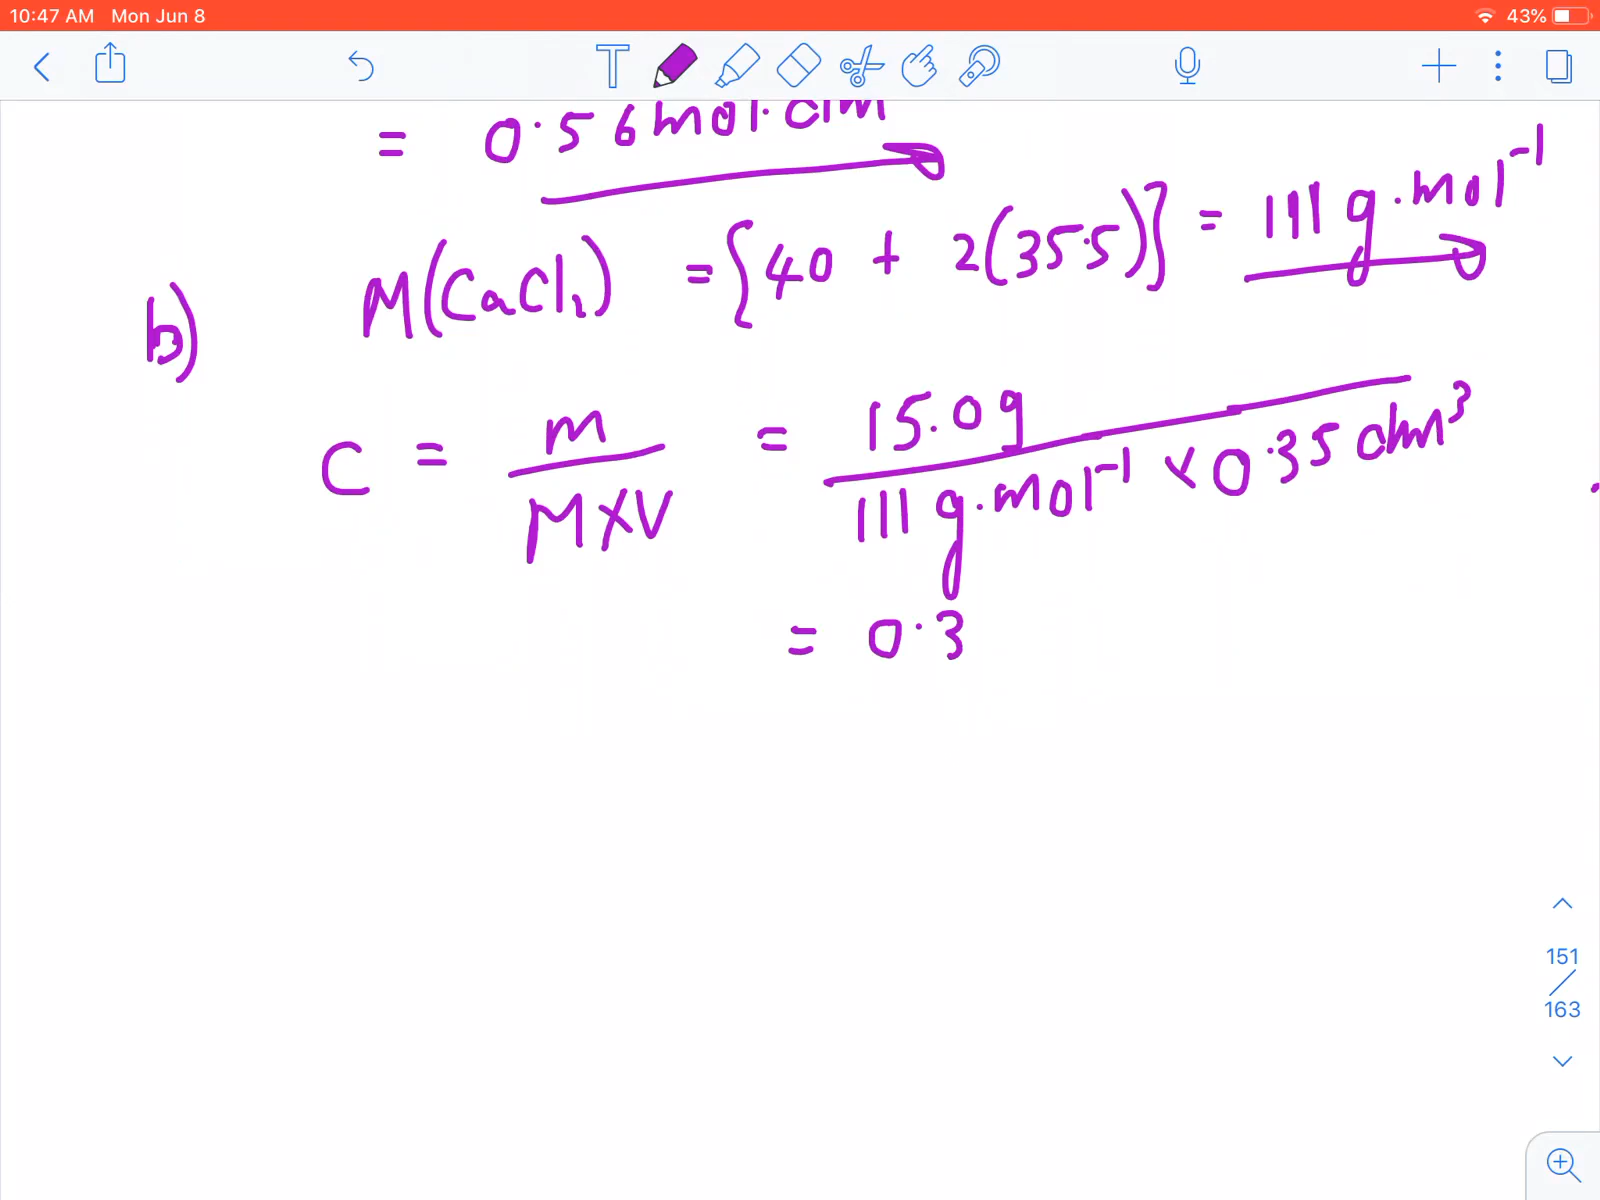 10:47 AM Mon Jun 8 43%
T
= 0.56 mol.dm
b) M(CaCl₂) = {40 + 2(35.5)} = 111 g.mol⁻¹
C = m = 15.0g
M×V 111 g.mol⁻¹ × 0.35 dm³
= 0.3
151
163